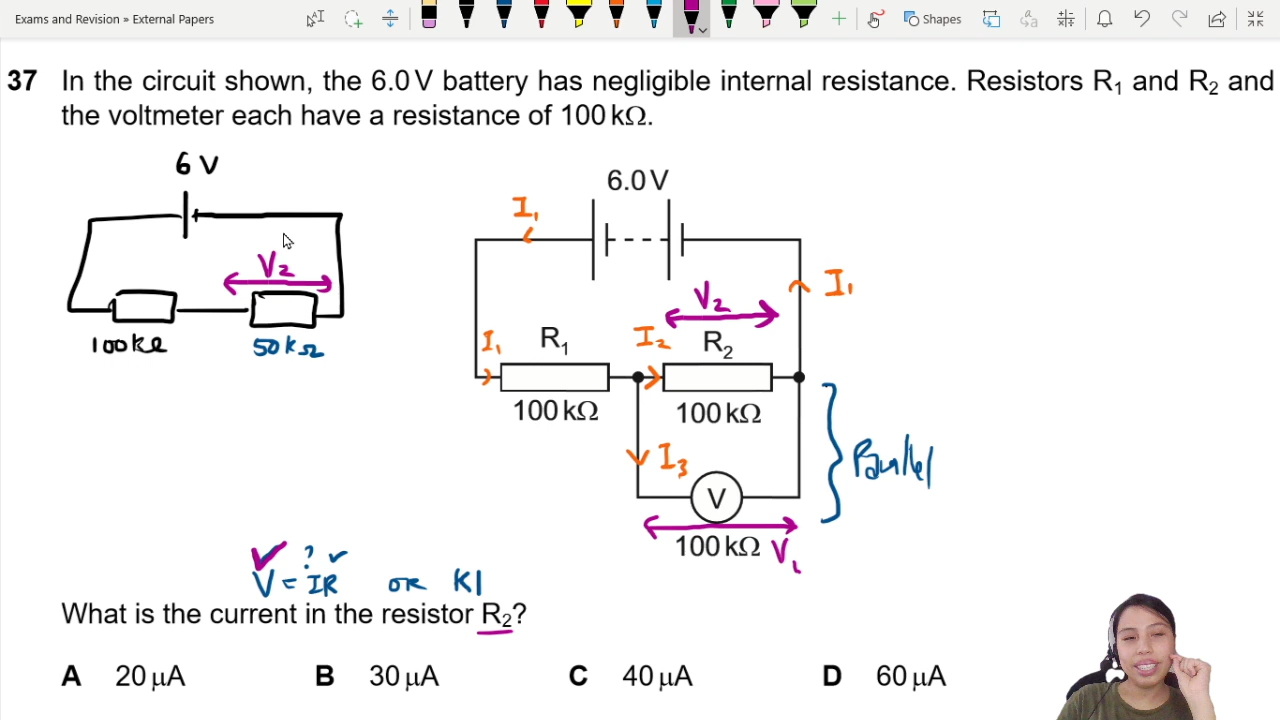 Exams and Revision » External Papers
Shapes
37 In the circuit shown, the 6.0 V battery has negligible internal resistance. Resistors R₁ and R₂ and
the voltmeter each have a resistance of 100 kΩ.
6 V
V₂
100kΩ
50kΩ
6.0 V
I₁
I₁
V₂
I₁
R₁
I₂
R₂
100 kΩ
100 kΩ
I₃
Parallel
V
100 kΩ
V₁
?
V = IR OR K1
What is the current in the resistor R₂?
A 20 μA B 30 μA C 40 μA D 60 μA